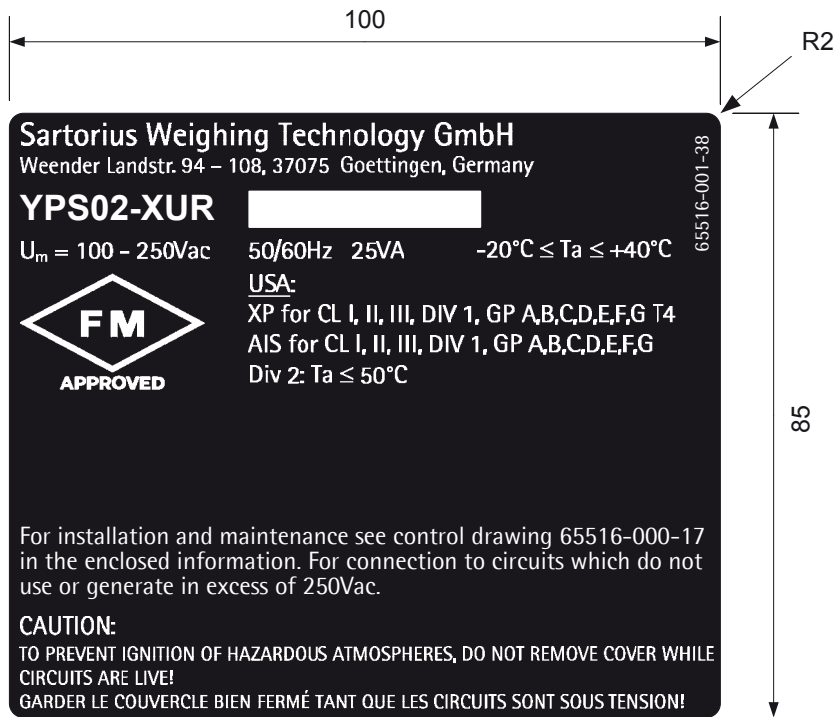 100
R2
Sartorius Weighing Technology GmbH
Weender Landstr. 94 – 108, 37075 Goettingen, Germany
65516-001-38
YPS02-XUR
Um = 100 - 250Vac 50/60Hz 25VA -20°C ≤ Ta ≤ +40°C
USA:
XP for CL I, II, III, DIV 1, GP A,B,C,D,E,F,G T4
AIS for CL I, II, III, DIV 1, GP A,B,C,D,E,F,G
Div 2: Ta ≤ 50°C
FM
APPROVED
85
For installation and maintenance see control drawing 65516-000-17
in the enclosed information. For connection to circuits which do not
use or generate in excess of 250Vac.
CAUTION:
TO PREVENT IGNITION OF HAZARDOUS ATMOSPHERES, DO NOT REMOVE COVER WHILE
CIRCUITS ARE LIVE!
GARDER LE COUVERCLE BIEN FERMÉ TANT QUE LES CIRCUITS SONT SOUS TENSION!